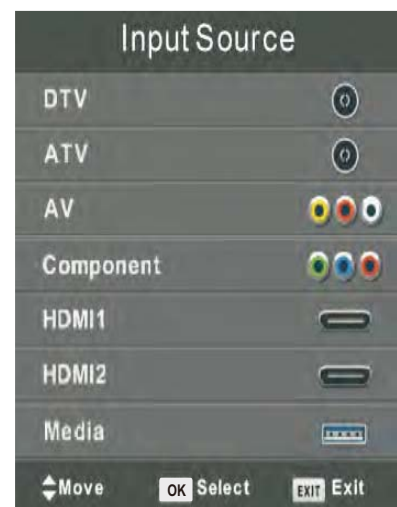 Input Source
DTV
ATV
AV
Component
HDMI1
HDMI2
Media
Move OK Select EXIT Exit